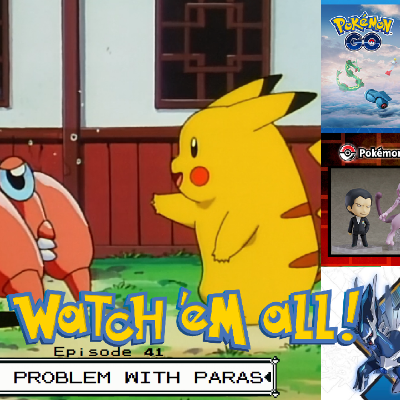 POKéMON
GO
Pokémon
WATCH 'EM ALL!
Episode 41
PROBLEM WITH PARAS